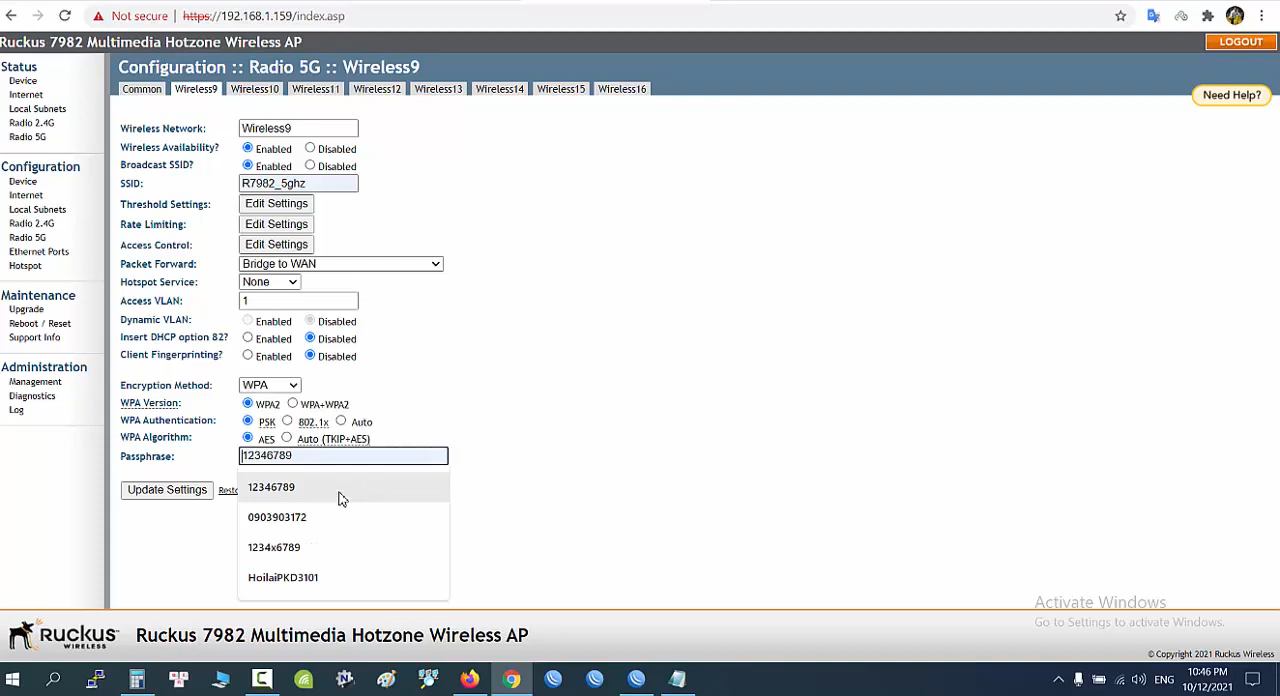 Not secure | https://192.168.1.159/index.asp
Ruckus 7982 Multimedia Hotzone Wireless AP
LOGOUT
Status
Device
Internet
Local Subnets
Radio 2.4G
Radio 5G
Configuration
Device
Internet
Local Subnets
Radio 2.4G
Radio 5G
Ethernet Ports
Hotspot
Maintenance
Upgrade
Reboot / Reset
Support Info
Administration
Management
Diagnostics
Log
Configuration :: Radio 5G :: Wireless9
Common Wireless9 Wireless10 Wireless11 Wireless12 Wireless13 Wireless14 Wireless15 Wireless16
Need Help?
Wireless Network: Wireless9
Wireless Availability? Enabled Disabled
Broadcast SSID? Enabled Disabled
SSID: R7982_5ghz
Threshold Settings: Edit Settings
Rate Limiting: Edit Settings
Access Control: Edit Settings
Packet Forward: Bridge to WAN
Hotspot Service: None
Access VLAN: 1
Dynamic VLAN: Enabled Disabled
Insert DHCP option 82? Enabled Disabled
Client Fingerprinting? Enabled Disabled
Encryption Method: WPA
WPA Version: WPA2 WPA+WPA2
WPA Authentication: PSK 802.1x Auto
WPA Algorithm: AES Auto (TKIP+AES)
Passphrase: 12346789
Update Settings Resto
12346789
0903903172
1234x6789
HoilaiPKD3101
Activate Windows
Go to Settings to activate Windows.
Ruckus WIRELESS Ruckus 7982 Multimedia Hotzone Wireless AP
© Copyright 2021 Ruckus Wireless
ENG
10:46 PM
10/12/2021